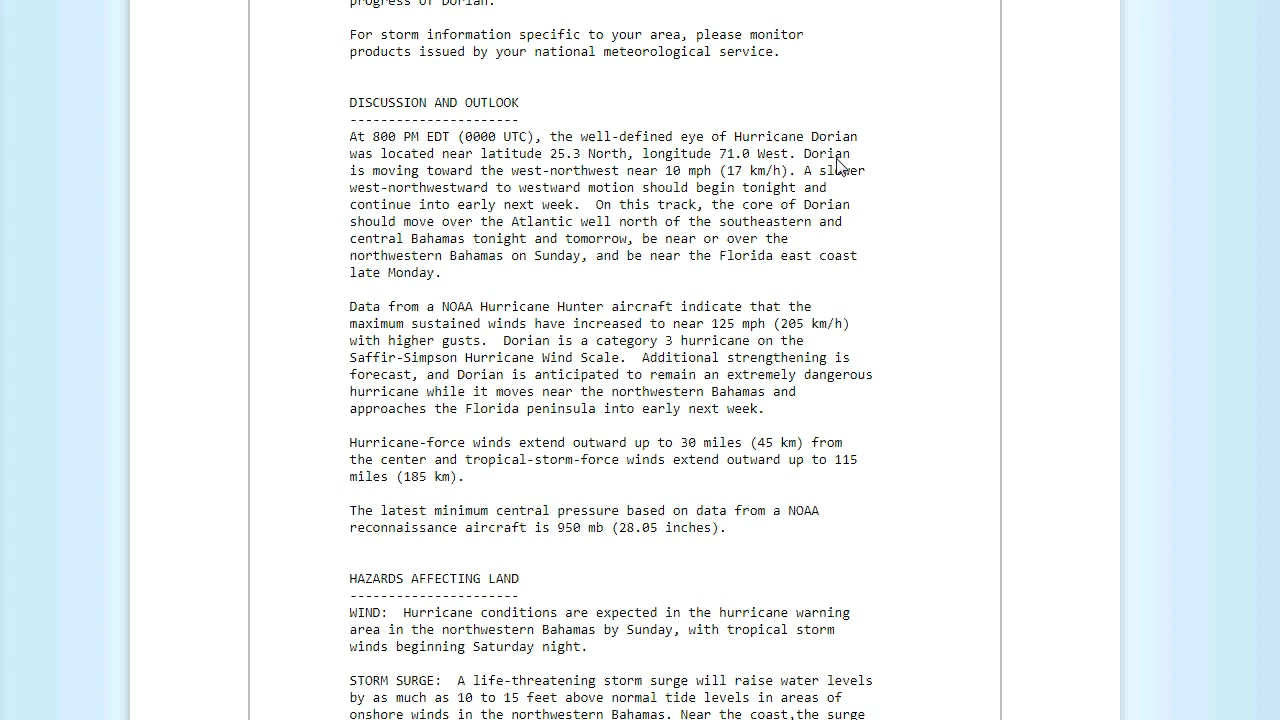 progress of Dorian.
For storm information specific to your area, please monitor
products issued by your national meteorological service.
DISCUSSION AND OUTLOOK
----------------------
At 800 PM EDT (0000 UTC), the well-defined eye of Hurricane Dorian
was located near latitude 25.3 North, longitude 71.0 West. Dorian
is moving toward the west-northwest near 10 mph (17 km/h). A slower
west-northwestward to westward motion should begin tonight and
continue into early next week.  On this track, the core of Dorian
should move over the Atlantic well north of the southeastern and
central Bahamas tonight and tomorrow, be near or over the
northwestern Bahamas on Sunday, and be near the Florida east coast
late Monday.
Data from a NOAA Hurricane Hunter aircraft indicate that the
maximum sustained winds have increased to near 125 mph (205 km/h)
with higher gusts.  Dorian is a category 3 hurricane on the
Saffir-Simpson Hurricane Wind Scale.  Additional strengthening is
forecast, and Dorian is anticipated to remain an extremely dangerous
hurricane while it moves near the northwestern Bahamas and
approaches the Florida peninsula into early next week.
Hurricane-force winds extend outward up to 30 miles (45 km) from
the center and tropical-storm-force winds extend outward up to 115
miles (185 km).
The latest minimum central pressure based on data from a NOAA
reconnaissance aircraft is 950 mb (28.05 inches).
HAZARDS AFFECTING LAND
----------------------
WIND:  Hurricane conditions are expected in the hurricane warning
area in the northwestern Bahamas by Sunday, with tropical storm
winds beginning Saturday night.
STORM SURGE:  A life-threatening storm surge will raise water levels
by as much as 10 to 15 feet above normal tide levels in areas of
onshore winds in the northwestern Bahamas. Near the coast,the surge